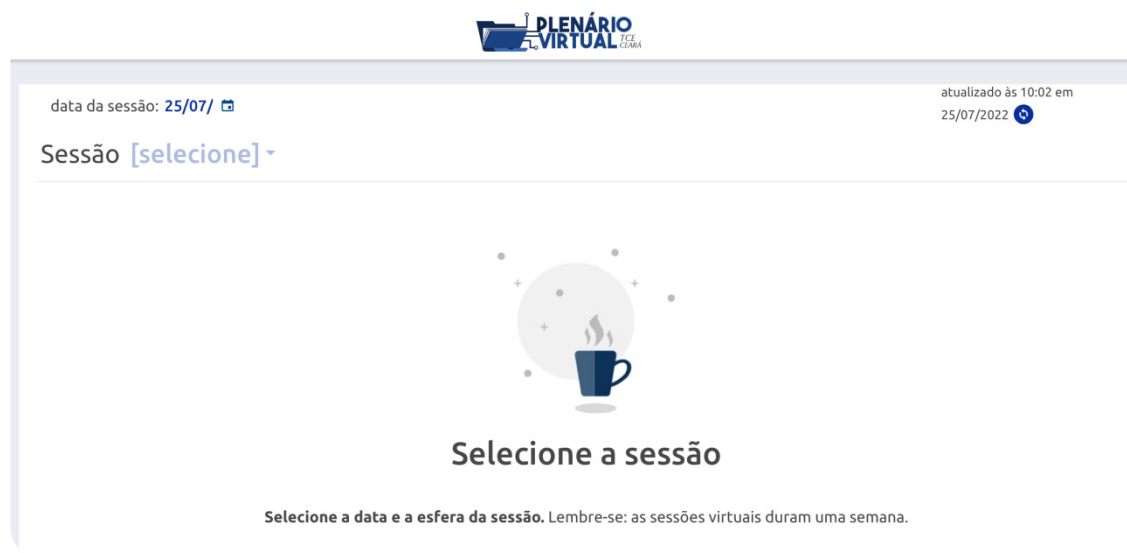 PLENÁRIO
VIRTUAL TCE CEARÁ
data da sessão: 25/07/
atualizado às 10:02 em
25/07/2022
Sessão [selecione]
Selecione a sessão
Selecione a data e a esfera da sessão. Lembre-se: as sessões virtuais duram uma semana.